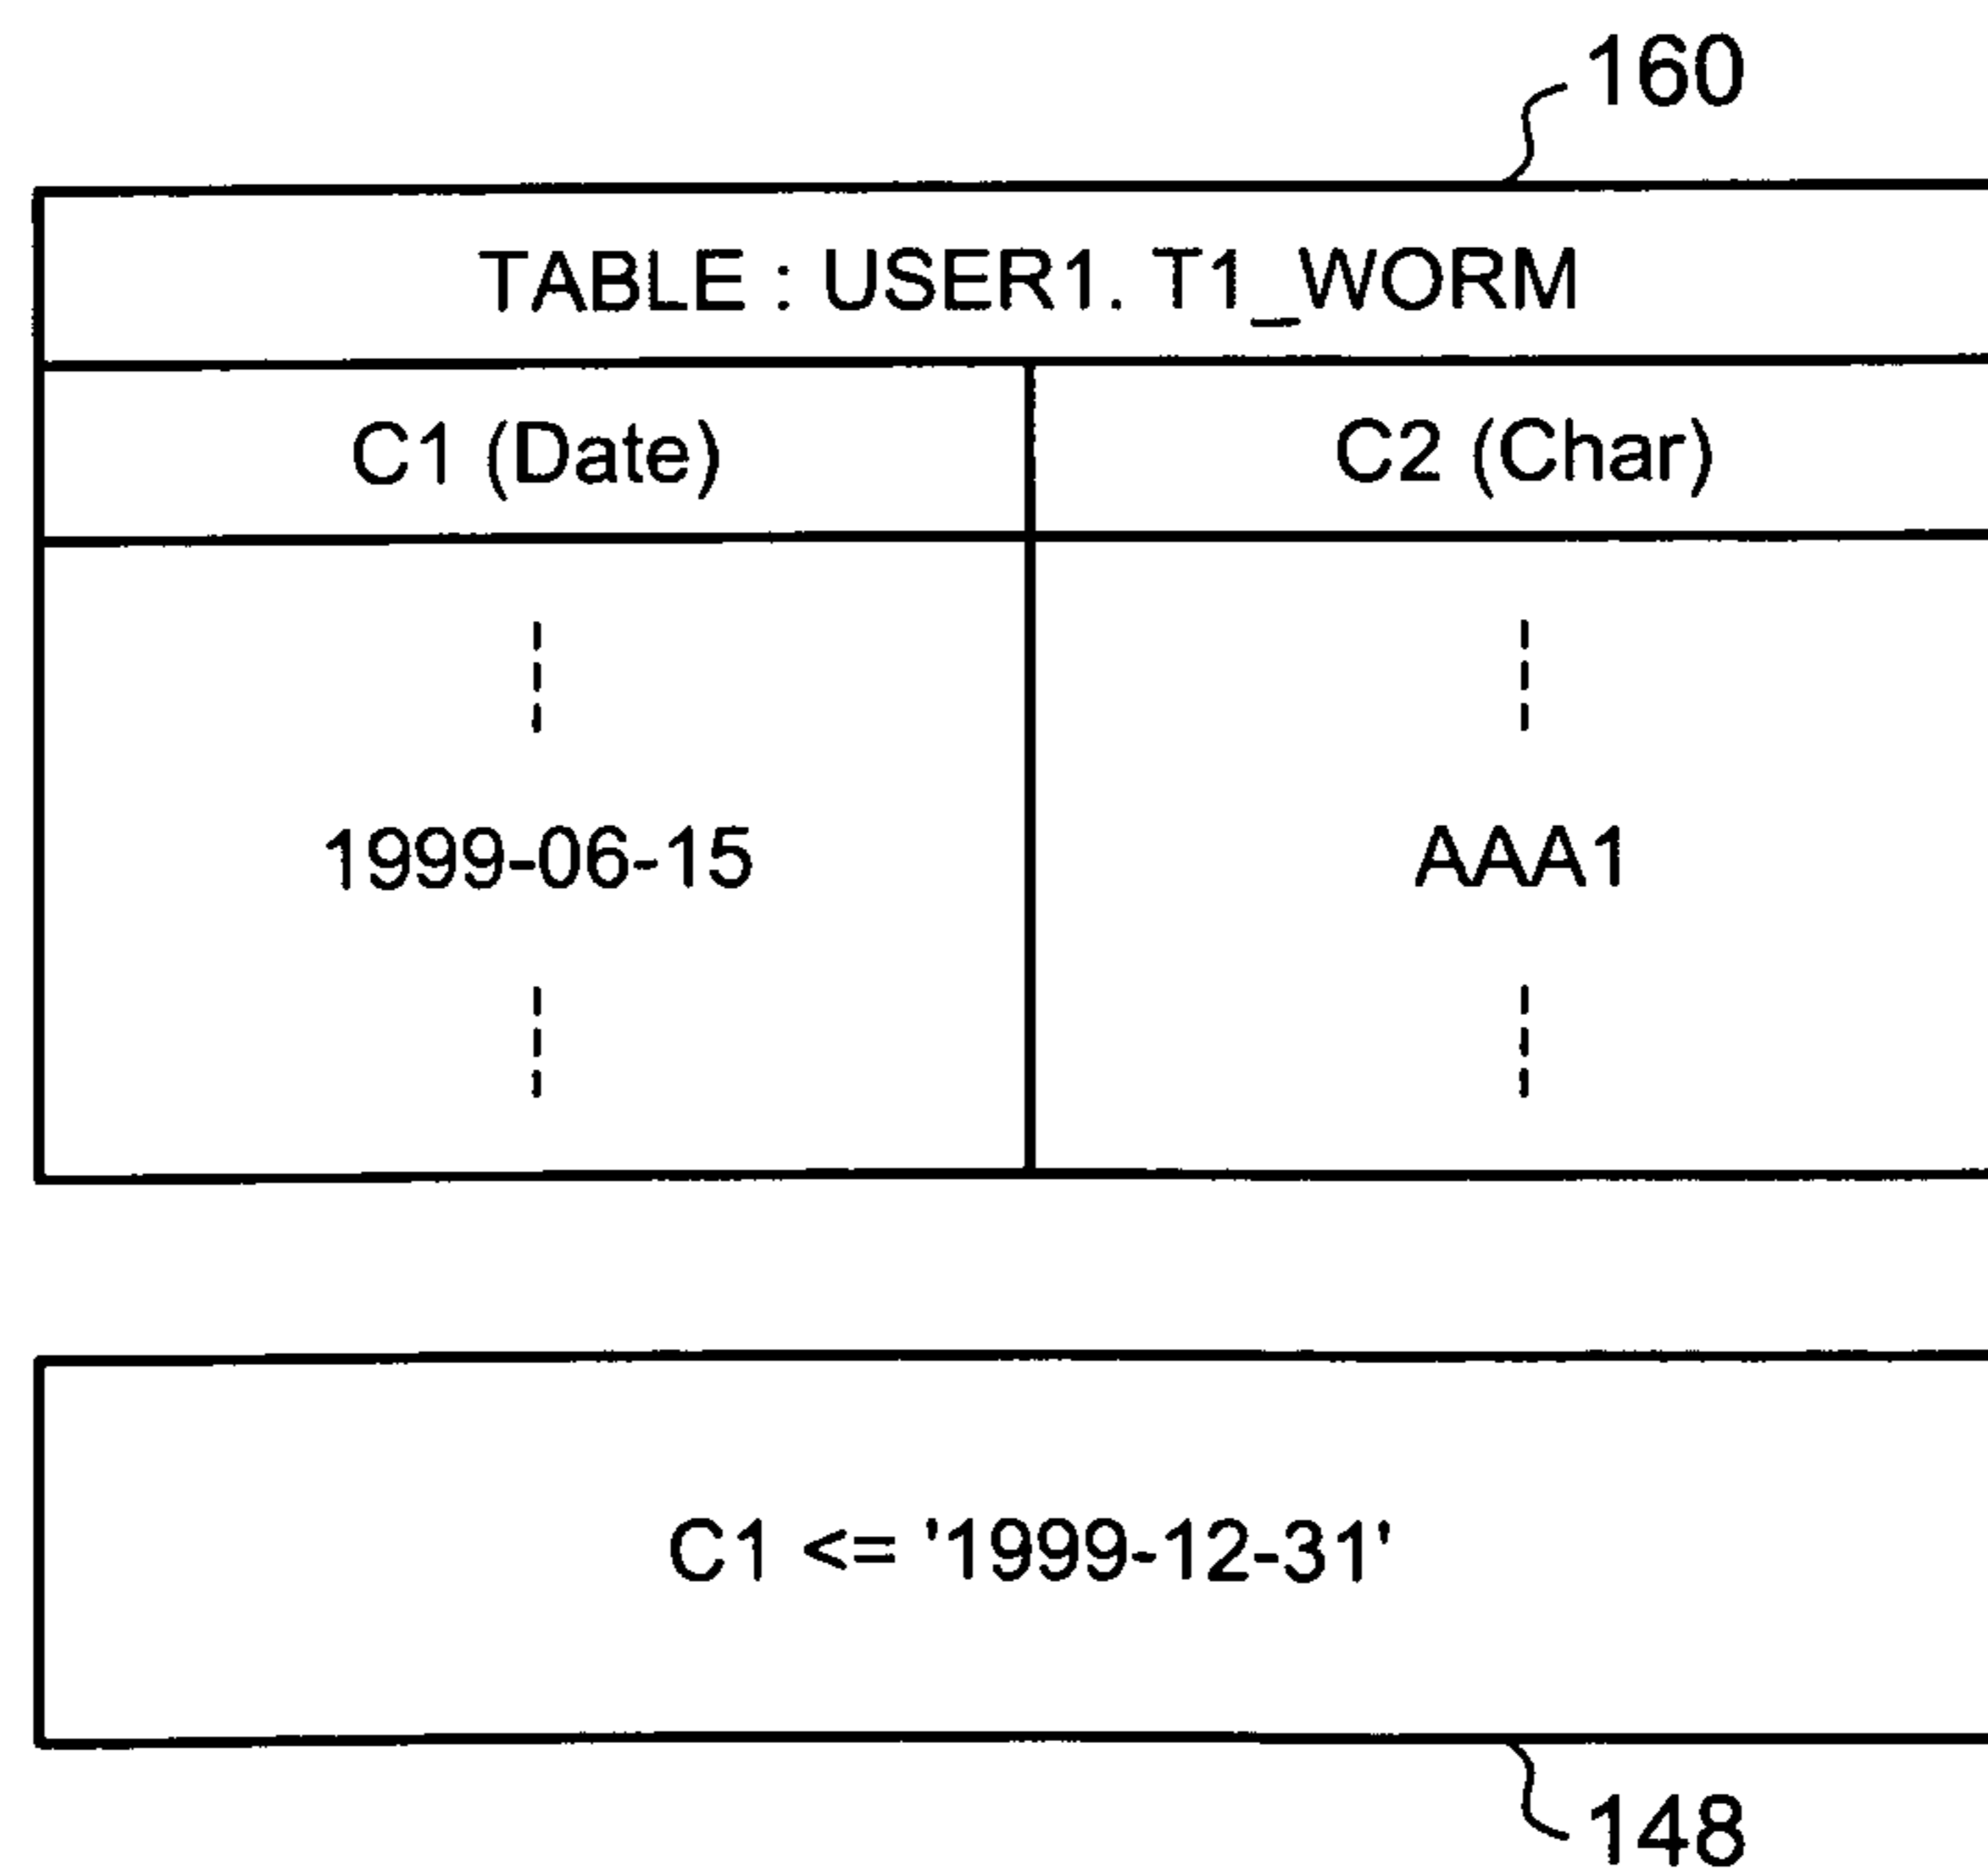 160
TABLE : USER1. T1_WORM
C1 (Date) C2 (Char)
1999-06-15 AAA1
C1 <= '1999-12-31'
148